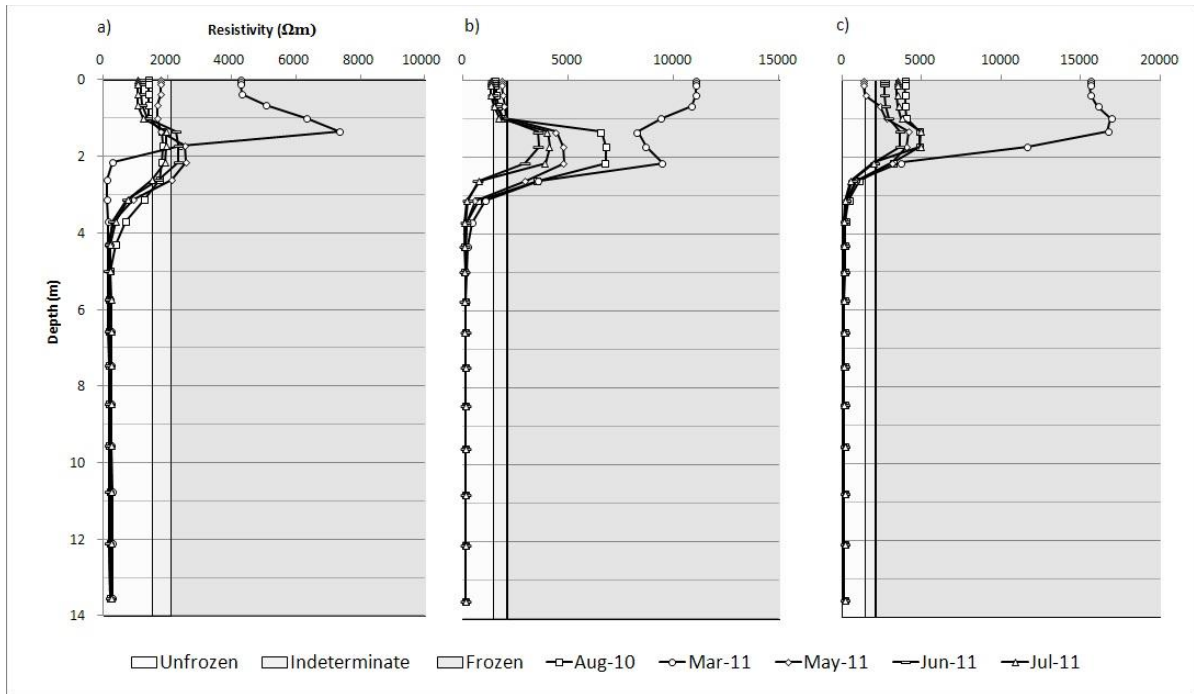 a) Resistivity (Ωm) b) c)
0 2000 4000 6000 8000 10000 0 5000 10000 15000 0 5000 10000 15000 20000
0
2
4
6
8
10
12
14
Depth (m)
Unfrozen Indeterminate Frozen Aug-10 Mar-11 May-11 Jun-11 Jul-11